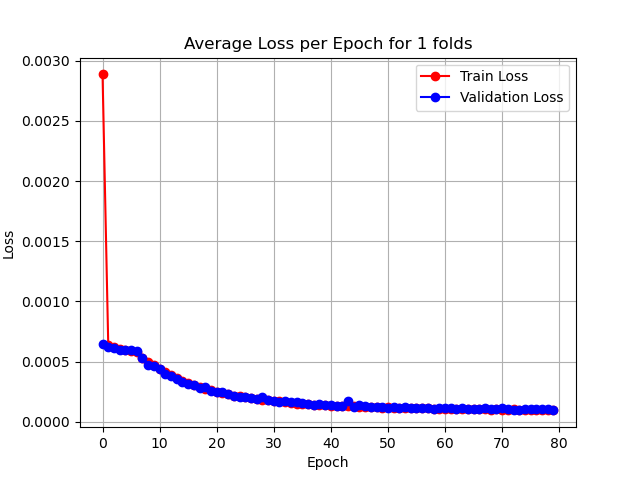 Average Loss per Epoch for 1 folds
Train Loss
Validation Loss
0.0030
0.0025
0.0020
0.0015
0.0010
0.0005
0.0000
Loss
0 10 20 30 40 50 60 70 80
Epoch